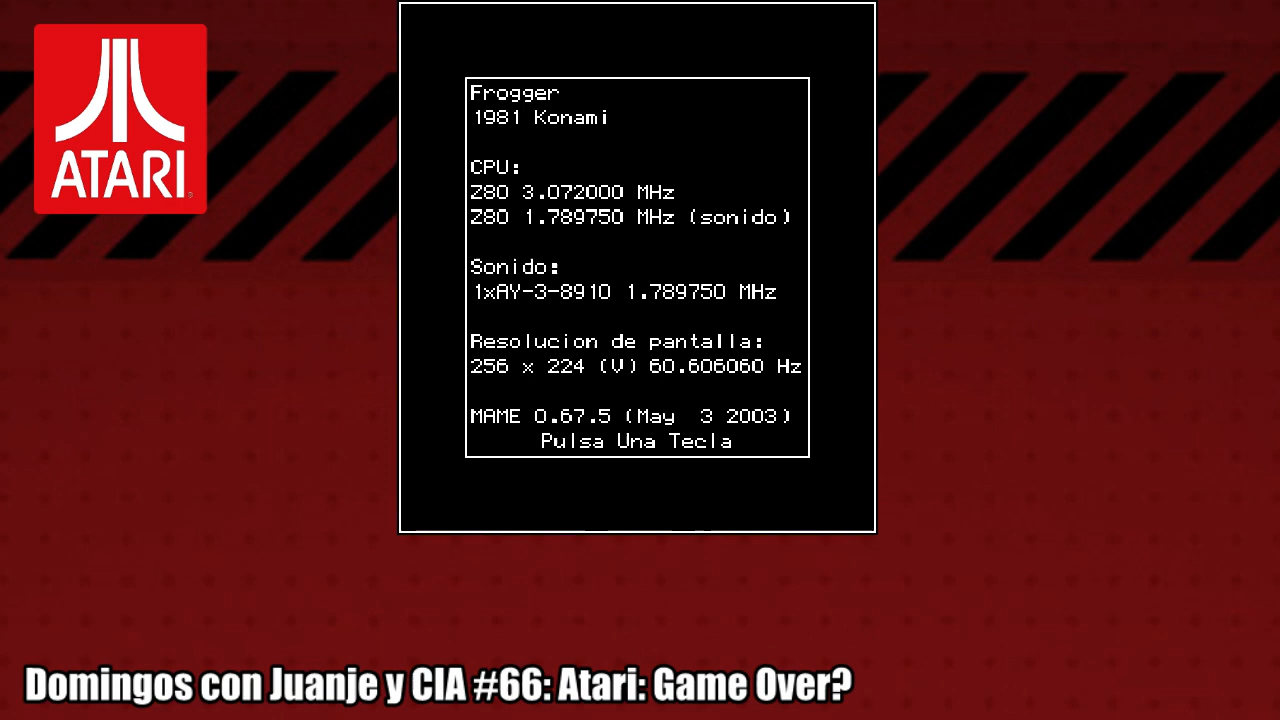 ATARI
Frogger
1981 Konami
CPU:
Z80 3.072000 MHz
Z80 1.789750 MHz (sonido)
Sonido:
1xAY-3-8910 1.789750 MHz
Resolucion de pantalla:
256 x 224 (V) 60.606060 Hz
MAME 0.67.5 (May  3 2003)
Pulsa Una Tecla
Domingos con Juanje y CIA #66: Atari: Game Over?